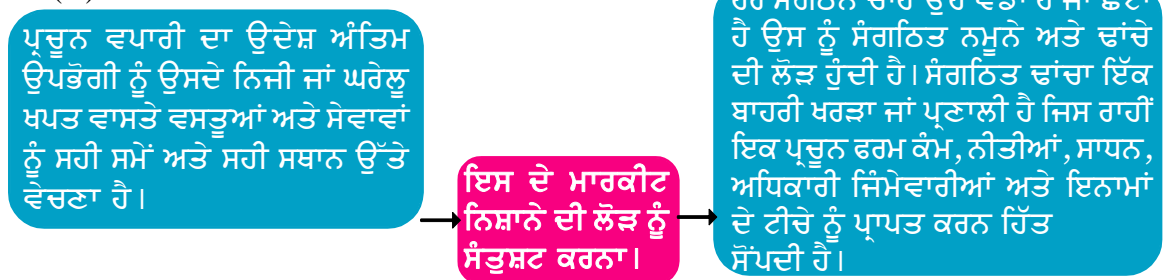 ਪ੍ਰਚੂਨ ਵਪਾਰੀ ਦਾ ਉਦੇਸ਼ ਅੰਤਿਮ
ਉਪਭੋਗੀ ਨੂੰ ਉਸਦੇ ਨਿਜੀ ਜਾਂ ਘਰੇਲੂ
ਖਪਤ ਵਾਸਤੇ ਵਸਤੂਆਂ ਅਤੇ ਸੇਵਾਵਾਂ
ਨੂੰ ਸਹੀ ਸਮੇਂ ਅਤੇ ਸਹੀ ਸਥਾਨ ਉੱਤੇ
ਵੇਚਣਾ ਹੈ।
ਇਸ ਦੇ ਮਾਰਕੀਟ
ਨਿਸ਼ਾਨੇ ਦੀ ਲੋੜ ਨੂੰ
ਸੰਤੁਸ਼ਟ ਕਰਨਾ।
ਹੈ ਉਸ ਨੂੰ ਸੰਗਠਿਤ ਨਮੂਨੇ ਅਤੇ ਢਾਂਚੇ
ਦੀ ਲੋੜ ਹੁੰਦੀ ਹੈ। ਸੰਗਠਿਤ ਢਾਂਚਾ ਇੱਕ
ਬਾਹਰੀ ਖਰੜਾ ਜਾਂ ਪ੍ਰਣਾਲੀ ਹੈ ਜਿਸ ਰਾਹੀਂ
ਇਕ ਪ੍ਰਚੂਨ ਫਰਮ ਕੰਮ, ਨੀਤੀਆਂ, ਸਾਧਨ,
ਅਧਿਕਾਰੀ ਜਿੰਮੇਵਾਰੀਆਂ ਅਤੇ ਇਨਾਮਾਂ
ਦੇ ਟੀਚੇ ਨੂੰ ਪ੍ਰਾਪਤ ਕਰਨ ਹਿੱਤ
ਸੌਂਪਦੀ ਹੈ।